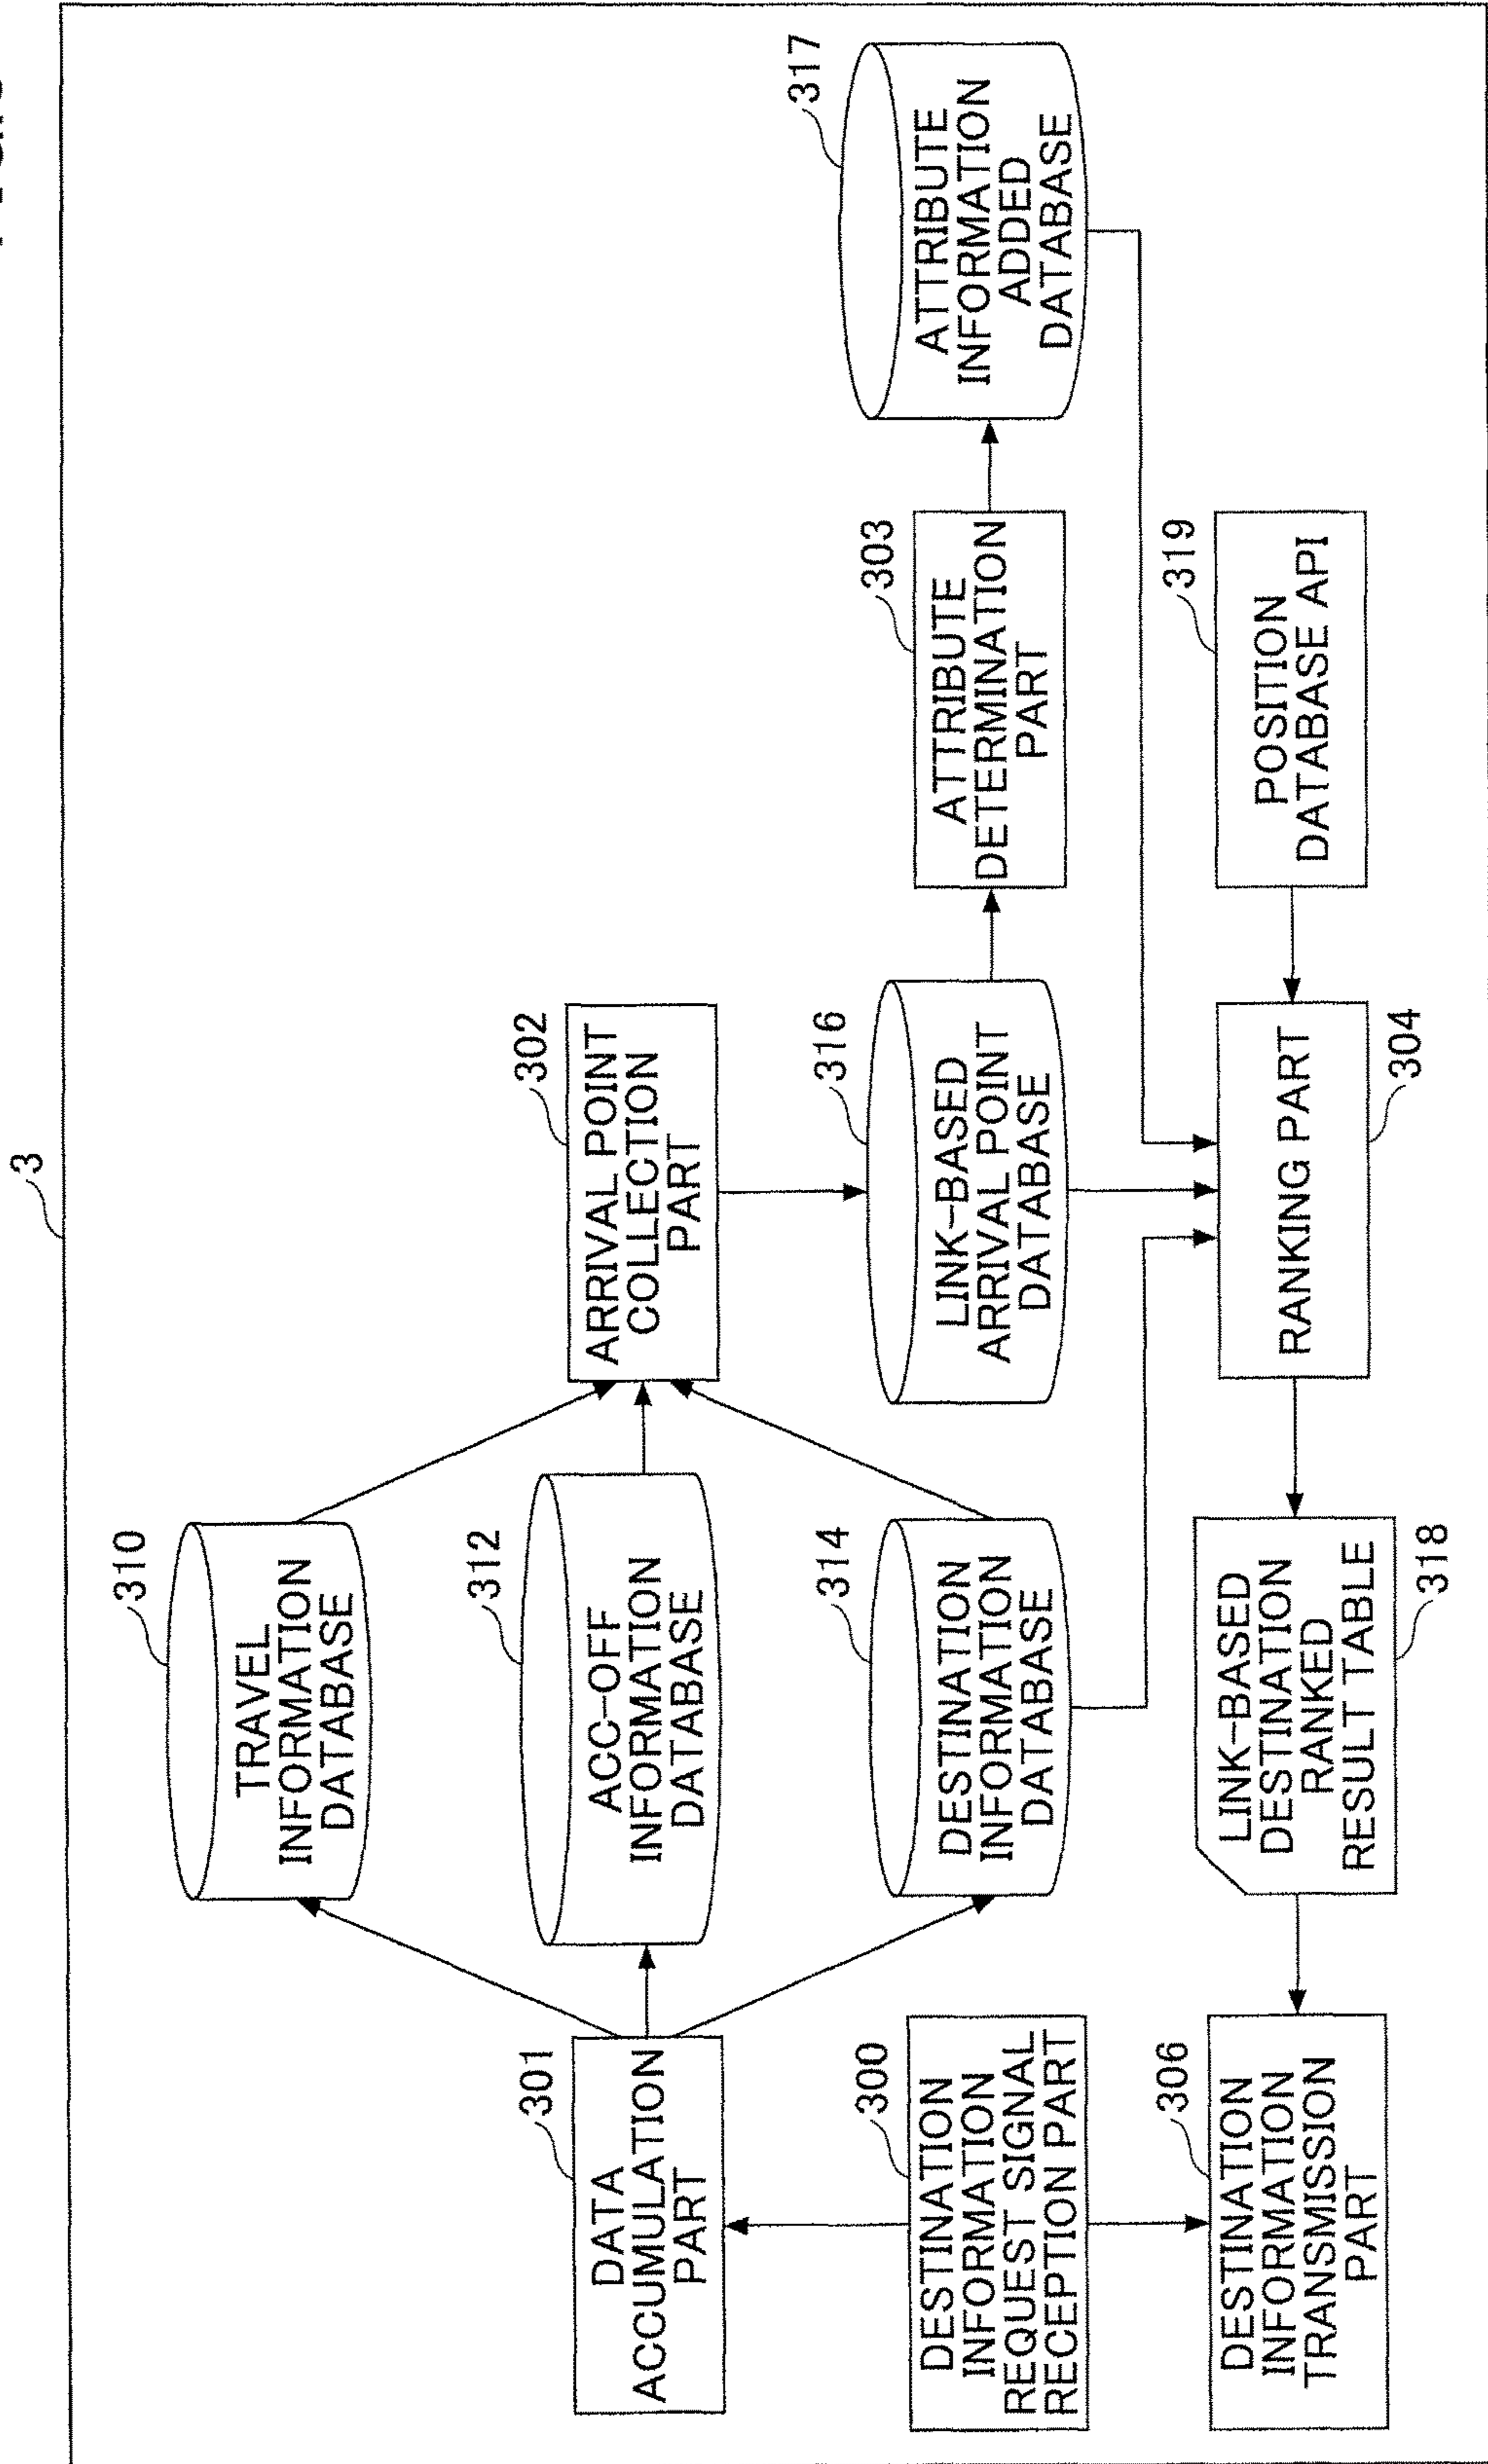 3
310
TRAVEL
INFORMATION
DATABASE
301
DATA
ACCUMULATION
PART
312
ACC-OFF
INFORMATION
DATABASE
302
ARRIVAL POINT
COLLECTION
PART
300
DESTINATION
INFORMATION
REQUEST SIGNAL
RECEPTION PART
314
DESTINATION
INFORMATION
DATABASE
316
LINK-BASED
ARRIVAL POINT
DATABASE
303
ATTRIBUTE
DETERMINATION
PART
317
ATTRIBUTE
INFORMATION
ADDED
DATABASE
306
DESTINATION
INFORMATION
TRANSMISSION
PART
LINK-BASED
DESTINATION
RANKED
RESULT TABLE
318
RANKING PART
304
319
POSITION
DATABASE API